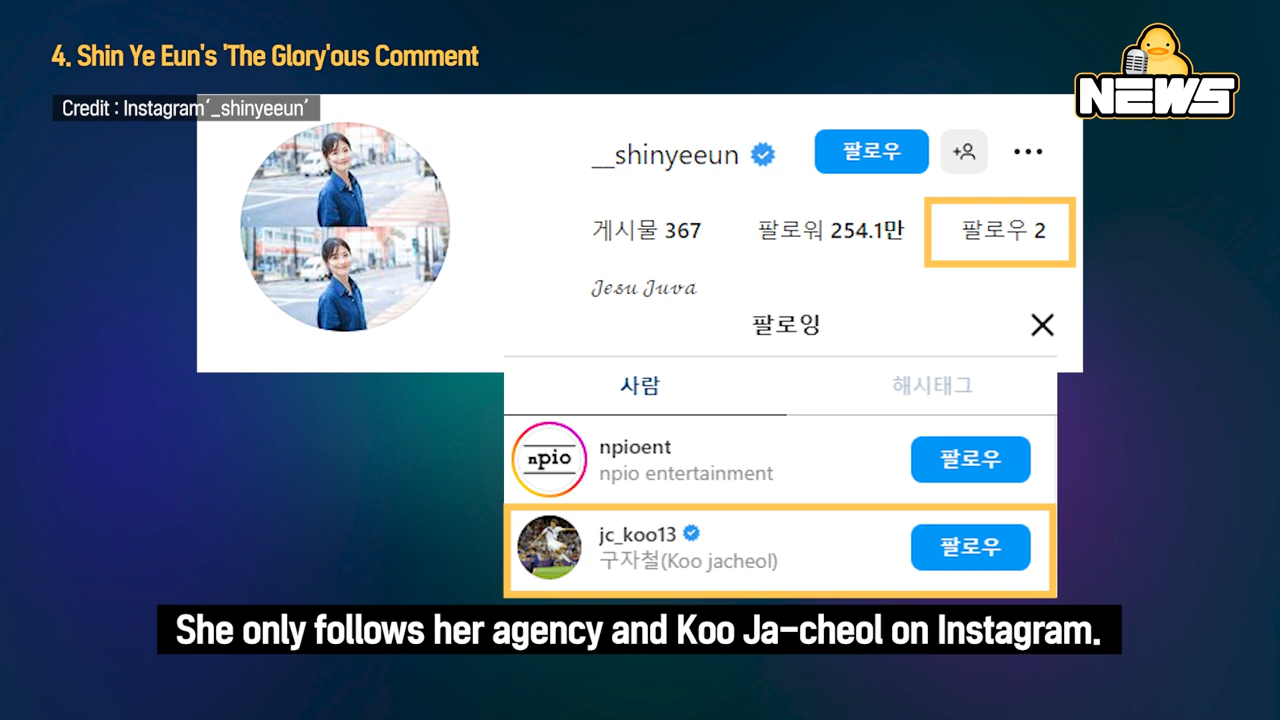 4. Shin Ye Eun's 'The Glory'ous Comment
NEWS
Credit : Instagram´_shinyeeun´
__shinyeeun
팔로우
게시물 367
팔로워 254.1만
팔로우 2
Jesu Juva
팔로잉
사람
해시태그
npio
npioent
npio entertainment
팔로우
jc_koo13
구자철(Koo jacheol)
팔로우
She only follows her agency and Koo Ja-cheol on Instagram.